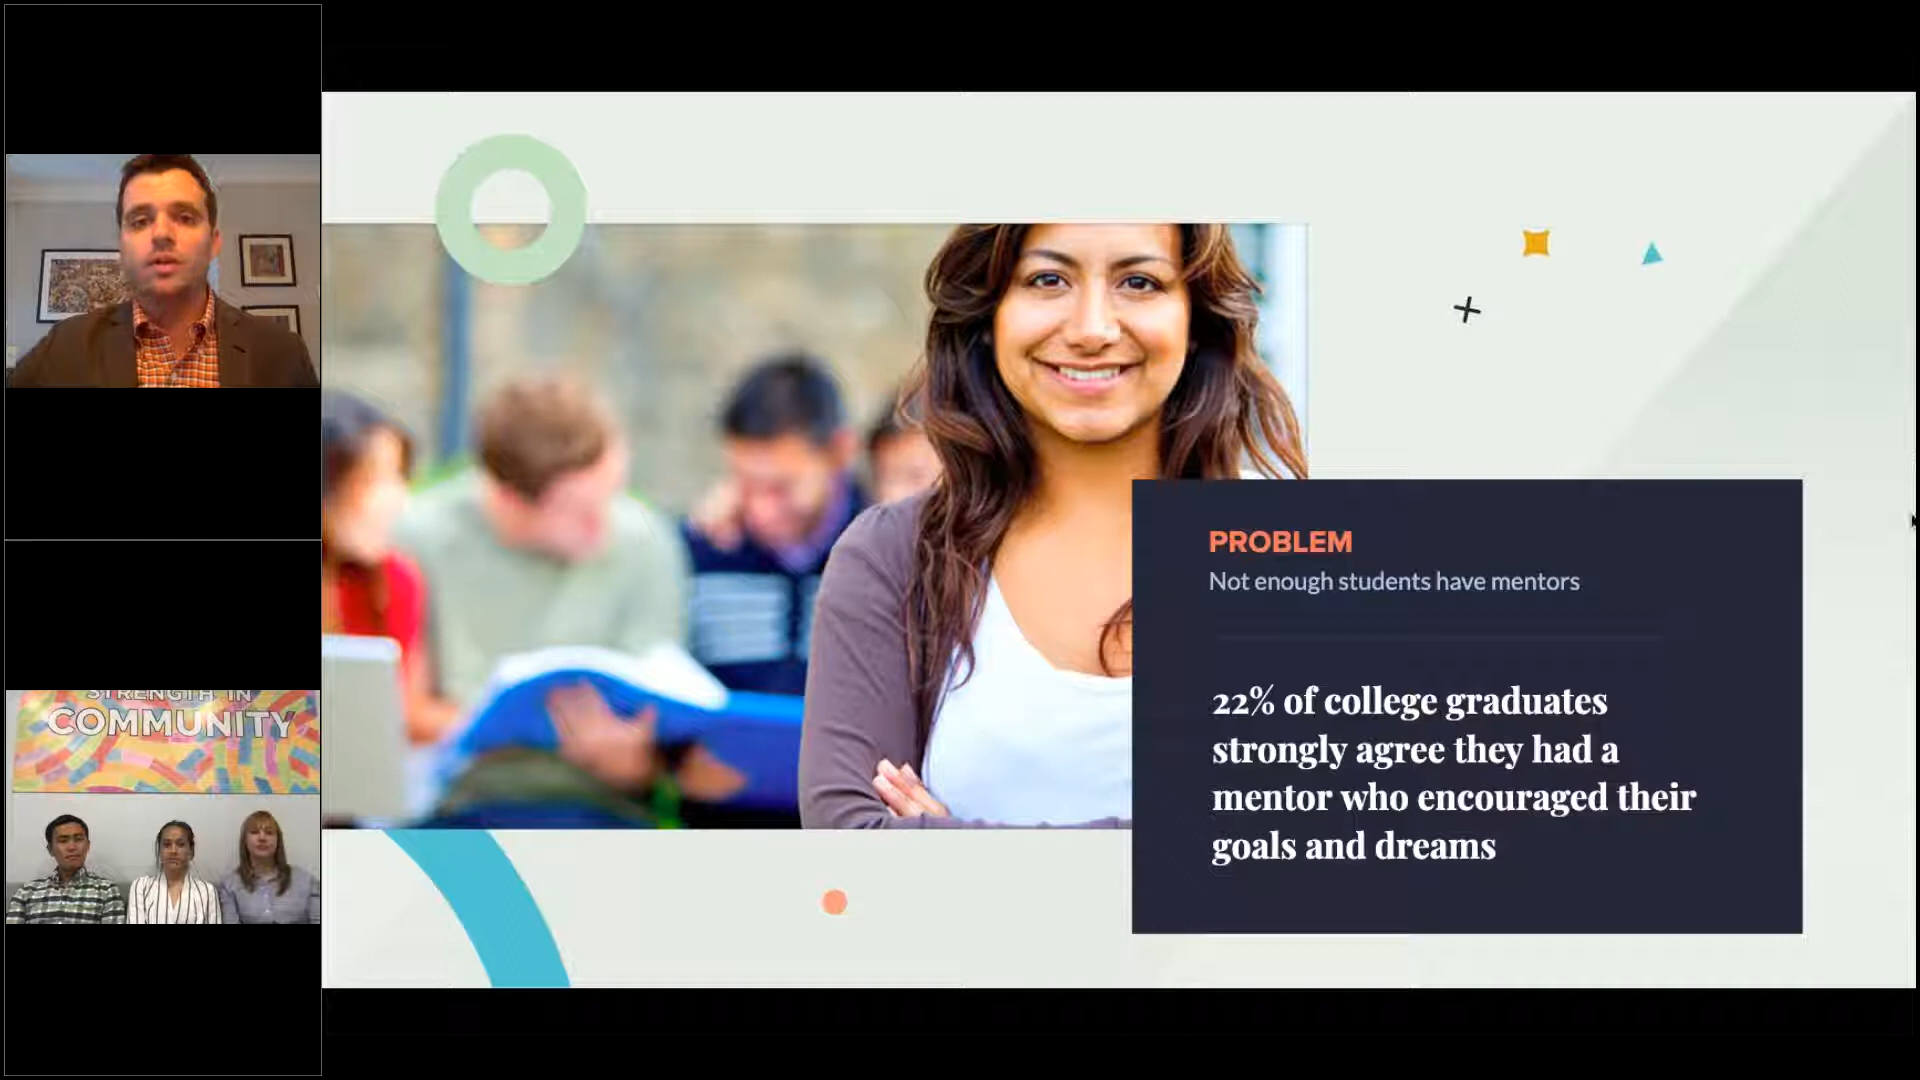 STRENGTH IN
COMMUNITY
PROBLEM
Not enough students have mentors
22% of college graduates
strongly agree they had a
mentor who encouraged their
goals and dreams